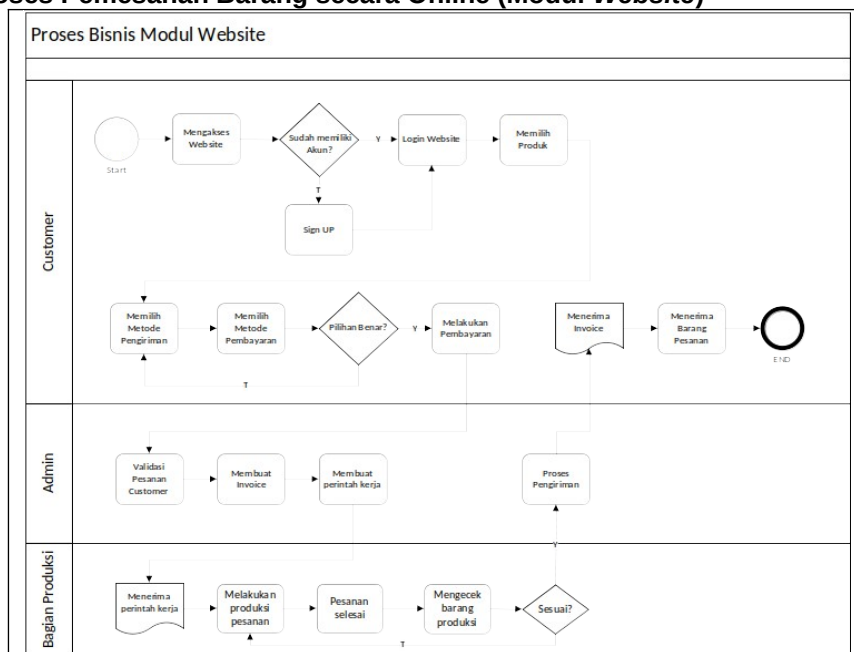 oses Pemesanan Barang secara Online (Modul Website)
Proses Bisnis Modul Website
Customer
Start
Mengakses
Website
Sudah memiliki
Akun?
Y
Login Website
Memilih
Produk
T
Sign UP
Memilih
Metode
Pengiriman
Memilih
Metode
Pembayaran
Pilihan Benar?
Y
Melakukan
Pembayaran
Menerima
Invoice
Menerima
Barang
Pesanan
END
T
Admin
Validasi
Pesanan
Customer
Membuat
Invoice
Membuat
perintah kerja
Proses
Pengiriman
Bagian Produksi
Y
Menerima
perintah kerja
Melakukan
produksi
pesanan
Pesanan
selesai
Mengecek
barang
produksi
Sesuai?
T